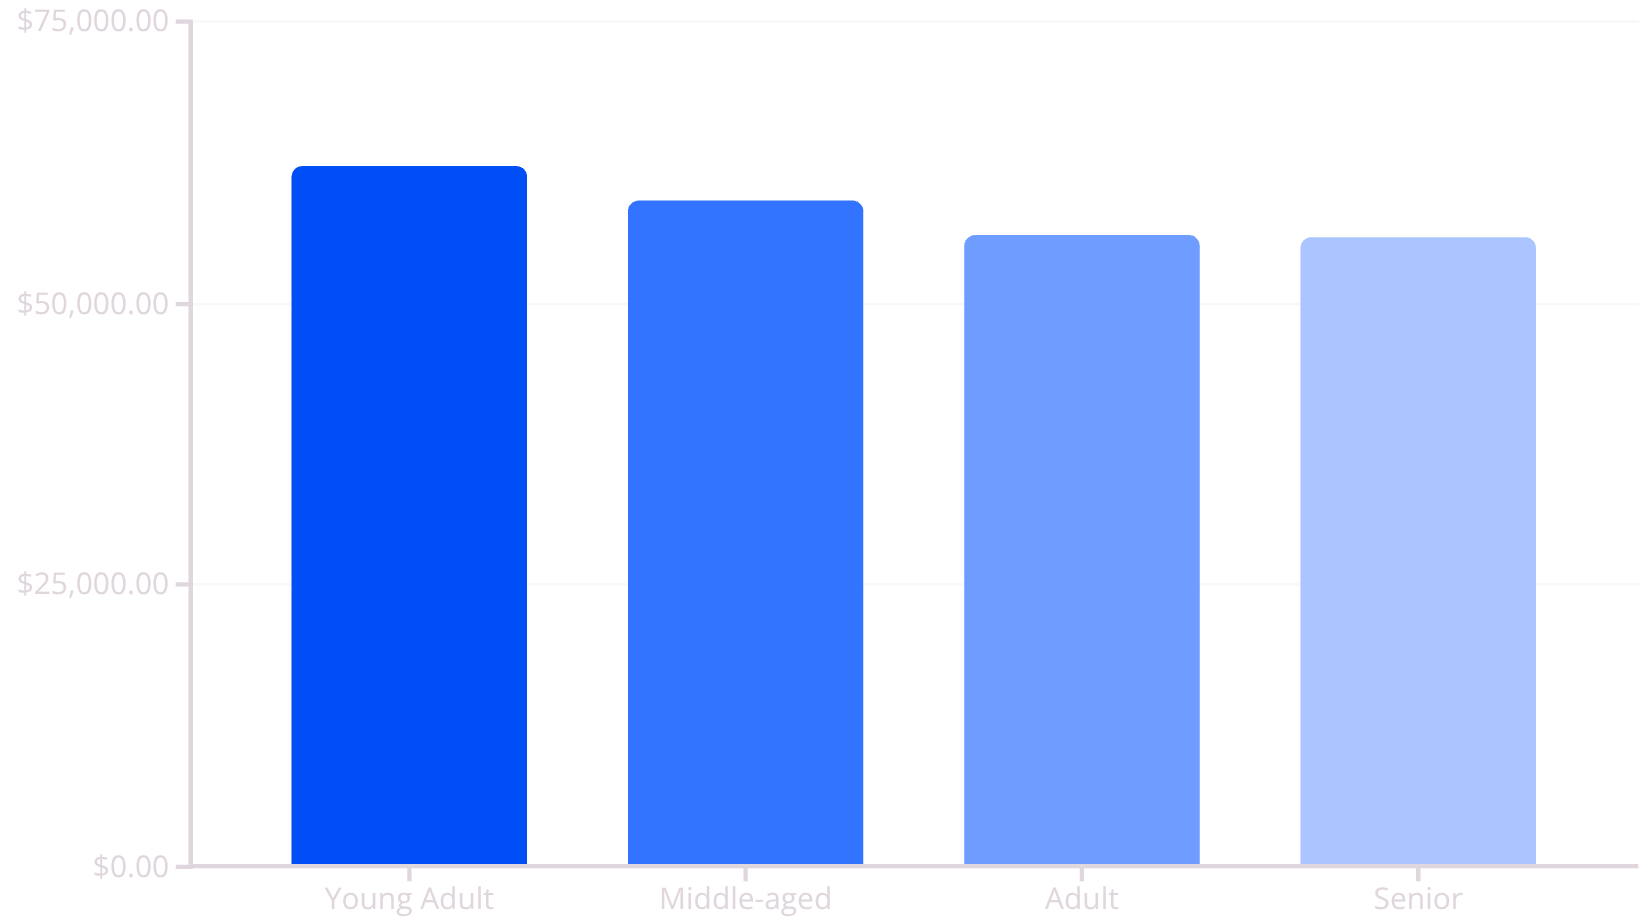 $75,000.00
$50,000.00
$25,000.00
$0.00
Young Adult
Middle-aged
Adult
Senior